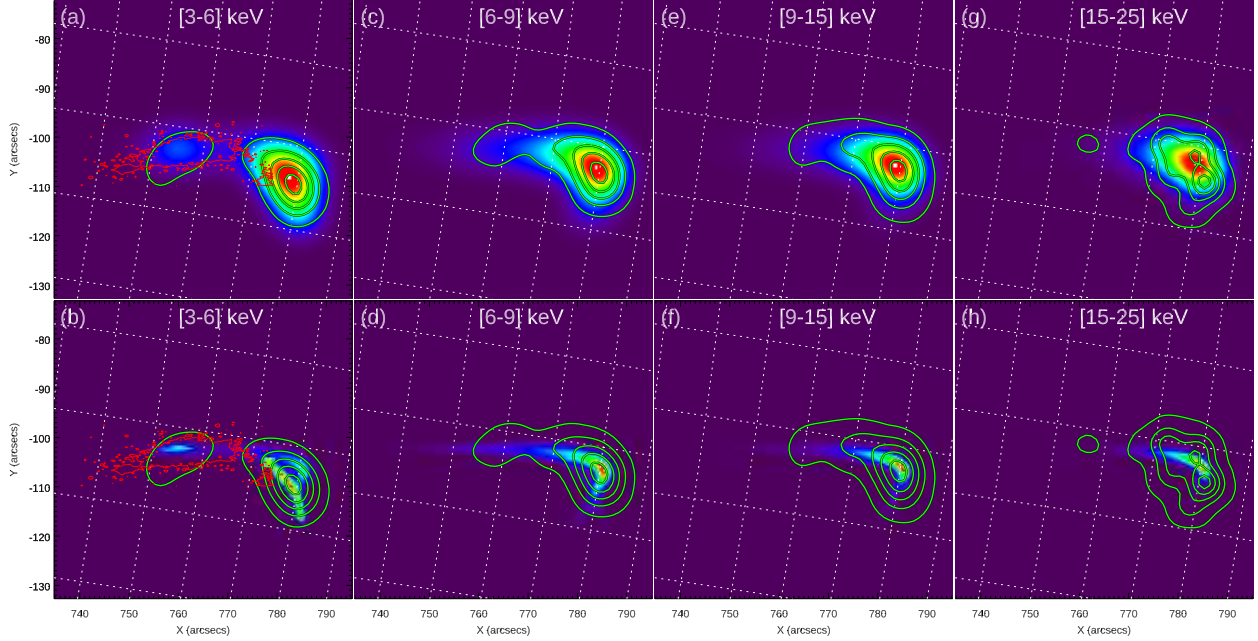 (a) [3-6] keV (c) [6-9] keV (e) [9-15] keV (g) [15-25] keV
-80
-90
-100
-110
-120
-130
Y (arcsecs)
(b) [3-6] keV (d) [6-9] keV (f) [9-15] keV (h) [15-25] keV
-80
-90
-100
-110
-120
-130
Y (arcsecs)
740 750 760 770 780 790 740 750 760 770 780 790 740 750 760 770 780 790 740 750 760 770 780 790
X (arcsecs) X (arcsecs) X (arcsecs) X (arcsecs)